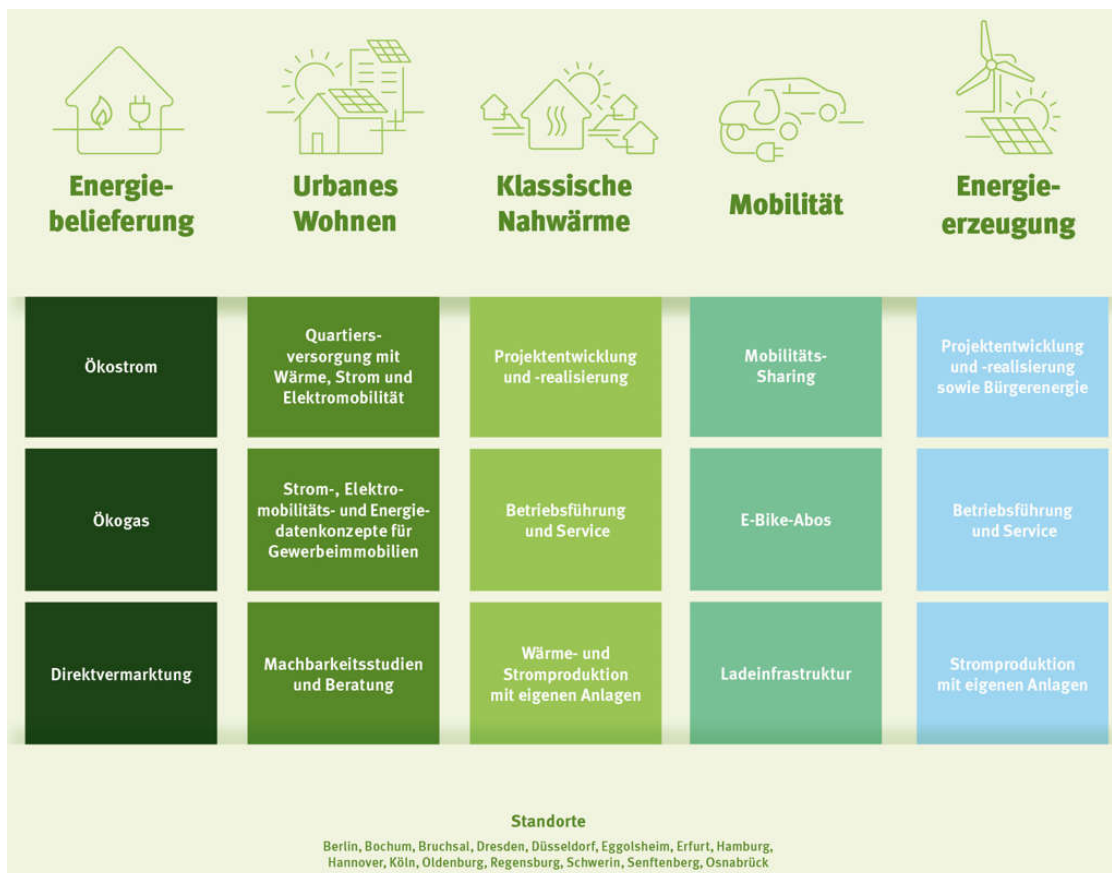 Energie-
belieferung
Urbanes
Wohnen
Klassische
Nahwärme
Mobilität
Energie-
erzeugung
Ökostrom
Quartiers-
versorgung mit
Wärme, Strom und
Elektromobilität
Projektentwicklung
und -realisierung
Mobilitäts-
Sharing
Projektentwicklung
und -realisierung
sowie Bürgerenergie
Ökogas
Strom-, Elektro-
mobilitäts- und Energie-
datenkonzepte für
Gewerbeimmobilien
Betriebsführung
und Service
E-Bike-Abos
Betriebsführung
und Service
Direktvermarktung
Machbarkeitsstudien
und Beratung
Wärme- und
Stromproduktion
mit eigenen Anlagen
Ladeinfrastruktur
Stromproduktion
mit eigenen Anlagen
Standorte
Berlin, Bochum, Bruchsal, Dresden, Düsseldorf, Eggolsheim, Erfurt, Hamburg,
Hannover, Köln, Oldenburg, Regensburg, Schwerin, Senftenberg, Osnabrück